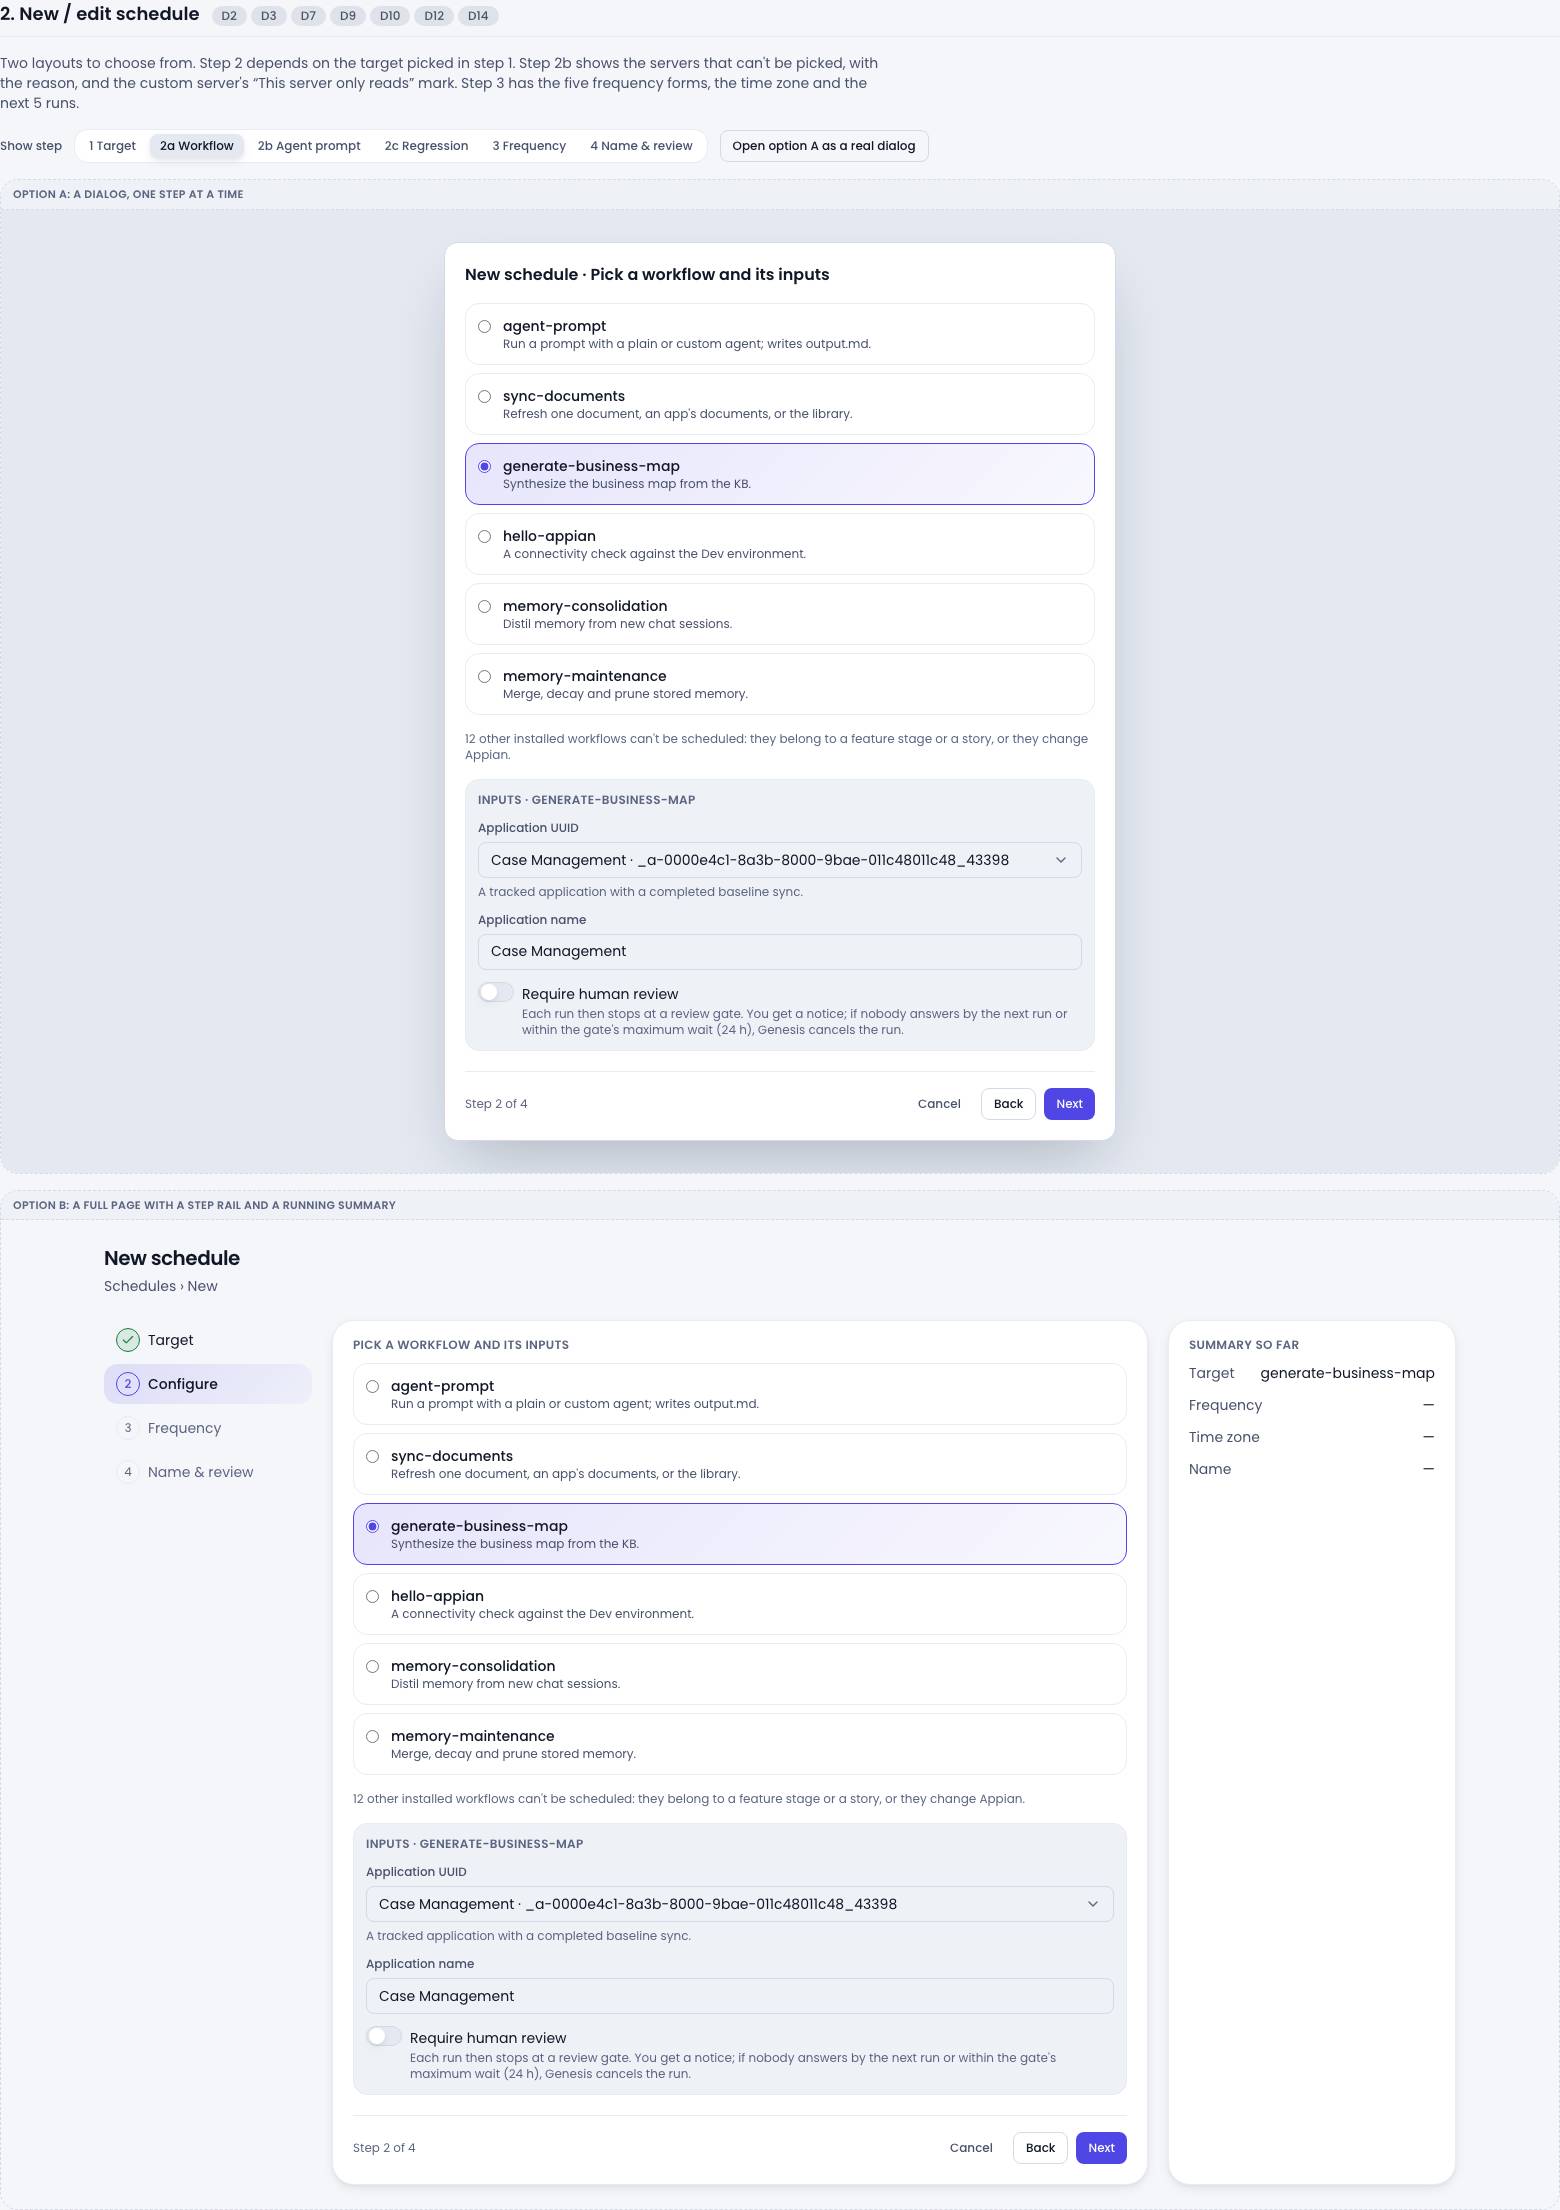 2. New / edit schedule D2 D3 D7 D9 D10 D12 D14
Two layouts to choose from. Step 2 depends on the target picked in step 1. Step 2b shows the servers that can't be picked, with
the reason, and the custom server's “This server only reads” mark. Step 3 has the five frequency forms, the time zone and the
next 5 runs.
Show step 1 Target 2a Workflow 2b Agent prompt 2c Regression 3 Frequency 4 Name & review Open option A as a real dialog
OPTION A: A DIALOG, ONE STEP AT A TIME
New schedule · Pick a workflow and its inputs
agent-prompt
Run a prompt with a plain or custom agent; writes output.md.
sync-documents
Refresh one document, an app's documents, or the library.
generate-business-map
Synthesize the business map from the KB.
hello-appian
A connectivity check against the Dev environment.
memory-consolidation
Distil memory from new chat sessions.
memory-maintenance
Merge, decay and prune stored memory.
12 other installed workflows can't be scheduled: they belong to a feature stage or a story, or they change
Appian.
INPUTS · GENERATE-BUSINESS-MAP
Application UUID
Case Management · _a-0000e4c1-8a3b-8000-9bae-011c48011c48_43398
A tracked application with a completed baseline sync.
Application name
Case Management
Require human review
Each run then stops at a review gate. You get a notice; if nobody answers by the next run or
within the gate's maximum wait (24 h), Genesis cancels the run.
Step 2 of 4 Cancel Back Next
OPTION B: A FULL PAGE WITH A STEP RAIL AND A RUNNING SUMMARY
New schedule
Schedules › New
Target
2 Configure
3 Frequency
4 Name & review
PICK A WORKFLOW AND ITS INPUTS
agent-prompt
Run a prompt with a plain or custom agent; writes output.md.
sync-documents
Refresh one document, an app's documents, or the library.
generate-business-map
Synthesize the business map from the KB.
hello-appian
A connectivity check against the Dev environment.
memory-consolidation
Distil memory from new chat sessions.
memory-maintenance
Merge, decay and prune stored memory.
12 other installed workflows can't be scheduled: they belong to a feature stage or a story, or they change Appian.
INPUTS · GENERATE-BUSINESS-MAP
Application UUID
Case Management · _a-0000e4c1-8a3b-8000-9bae-011c48011c48_43398
A tracked application with a completed baseline sync.
Application name
Case Management
Require human review
Each run then stops at a review gate. You get a notice; if nobody answers by the next run or within the gate's
maximum wait (24 h), Genesis cancels the run.
Step 2 of 4 Cancel Back Next
SUMMARY SO FAR
Target generate-business-map
Frequency —
Time zone —
Name —